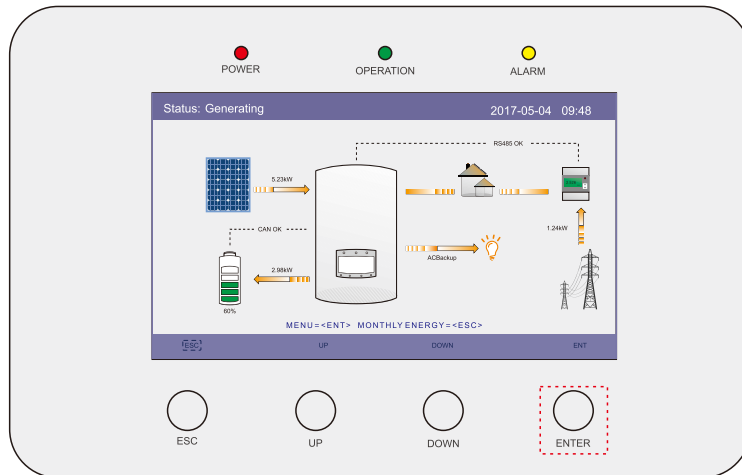 POWER
OPERATION
ALARM
Status: Generating
2017-05-04 09:48
RS485 OK
5.23kW
CAN OK
1.24kW
ACBackup
2.98kW
60%
MENU=<ENT> MONTHLY ENERGY=<ESC>
ESC
UP
DOWN
ENT
ESC
UP
DOWN
ENTER